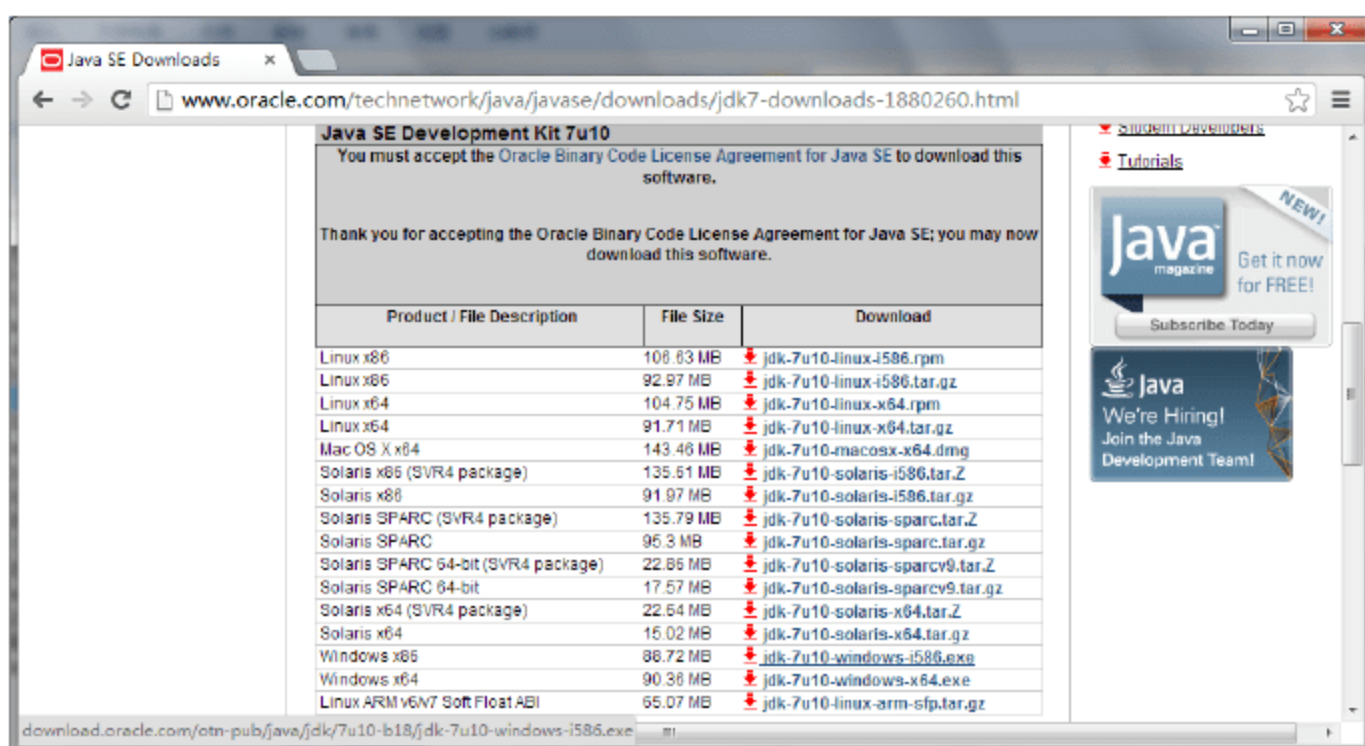 Java SE Downloads
www.oracle.com/technetwork/java/javase/downloads/jdk7-downloads-1880260.html
Java SE Development Kit 7u10
You must accept the Oracle Binary Code License Agreement for Java SE to download this
software.
Thank you for accepting the Oracle Binary Code License Agreement for Java SE; you may now
download this software.
Product / File Description File Size Download
Linux x86 106.63 MB jdk-7u10-linux-i586.rpm
Linux x86 92.97 MB jdk-7u10-linux-i586.tar.gz
Linux x64 104.75 MB jdk-7u10-linux-x64.rpm
Linux x64 91.71 MB jdk-7u10-linux-x64.tar.gz
Mac OS X x64 143.46 MB jdk-7u10-macosx-x64.dmg
Solaris x86 (SVR4 package) 135.61 MB jdk-7u10-solaris-i586.tar.Z
Solaris x86 91.97 MB jdk-7u10-solaris-i586.tar.gz
Solaris SPARC (SVR4 package) 135.79 MB jdk-7u10-solaris-sparc.tar.Z
Solaris SPARC 95.3 MB jdk-7u10-solaris-sparc.tar.gz
Solaris SPARC 64-bit (SVR4 package) 22.86 MB jdk-7u10-solaris-sparcv9.tar.Z
Solaris SPARC 64-bit 17.57 MB jdk-7u10-solaris-sparcv9.tar.gz
Solaris x64 (SVR4 package) 22.64 MB jdk-7u10-solaris-x64.tar.Z
Solaris x64 15.02 MB jdk-7u10-solaris-x64.tar.gz
Windows x86 88.72 MB jdk-7u10-windows-i586.exe
Windows x64 90.36 MB jdk-7u10-windows-x64.exe
Linux ARM v6/v7 Soft Float ABI 65.07 MB jdk-7u10-linux-arm-sfp.tar.gz
Student Developers
Tutorials
NEW!
Java
magazine
Get it now
for FREE!
Subscribe Today
Java
We're Hiring!
Join the Java
Development Team!
download.oracle.com/otn-pub/java/jdk/7u10-b18/jdk-7u10-windows-i586.exe